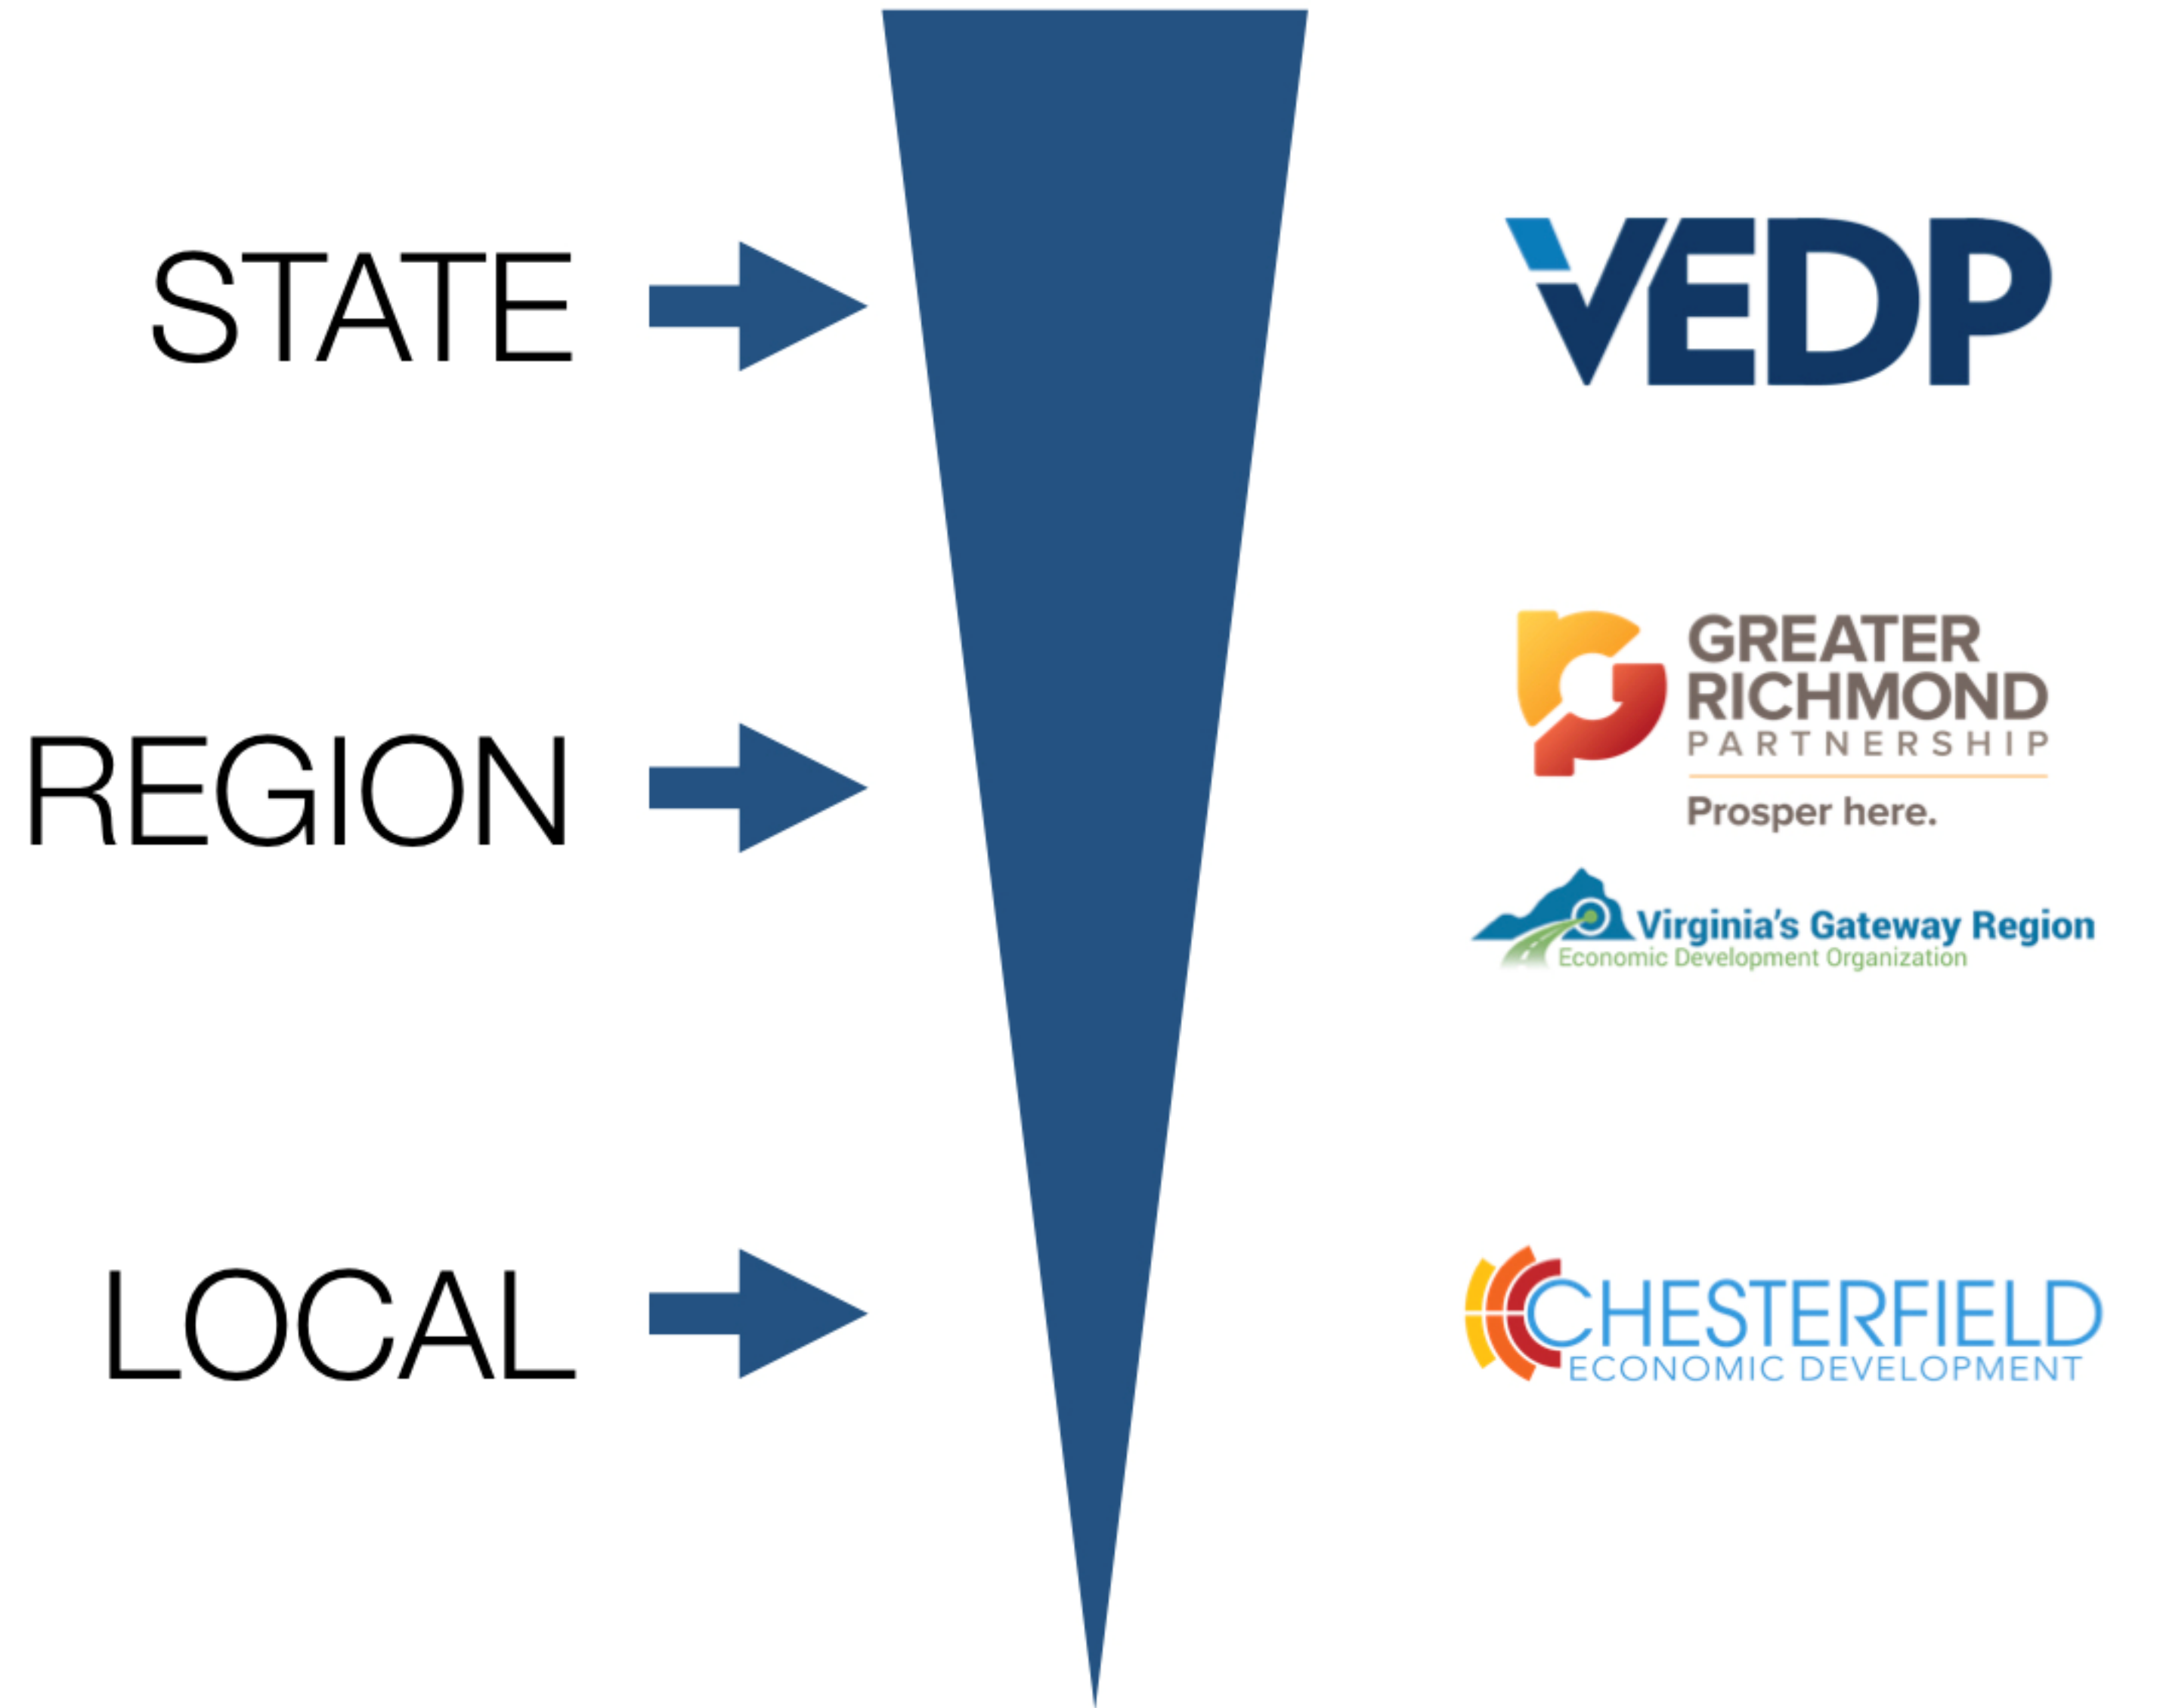 STATE
VEDP
REGION
GREATER
RICHMOND
PARTNERSHIP
Prosper here.
Virginia's Gateway Region
Economic Development Organization
LOCAL
CHESTERFIELD
ECONOMIC DEVELOPMENT